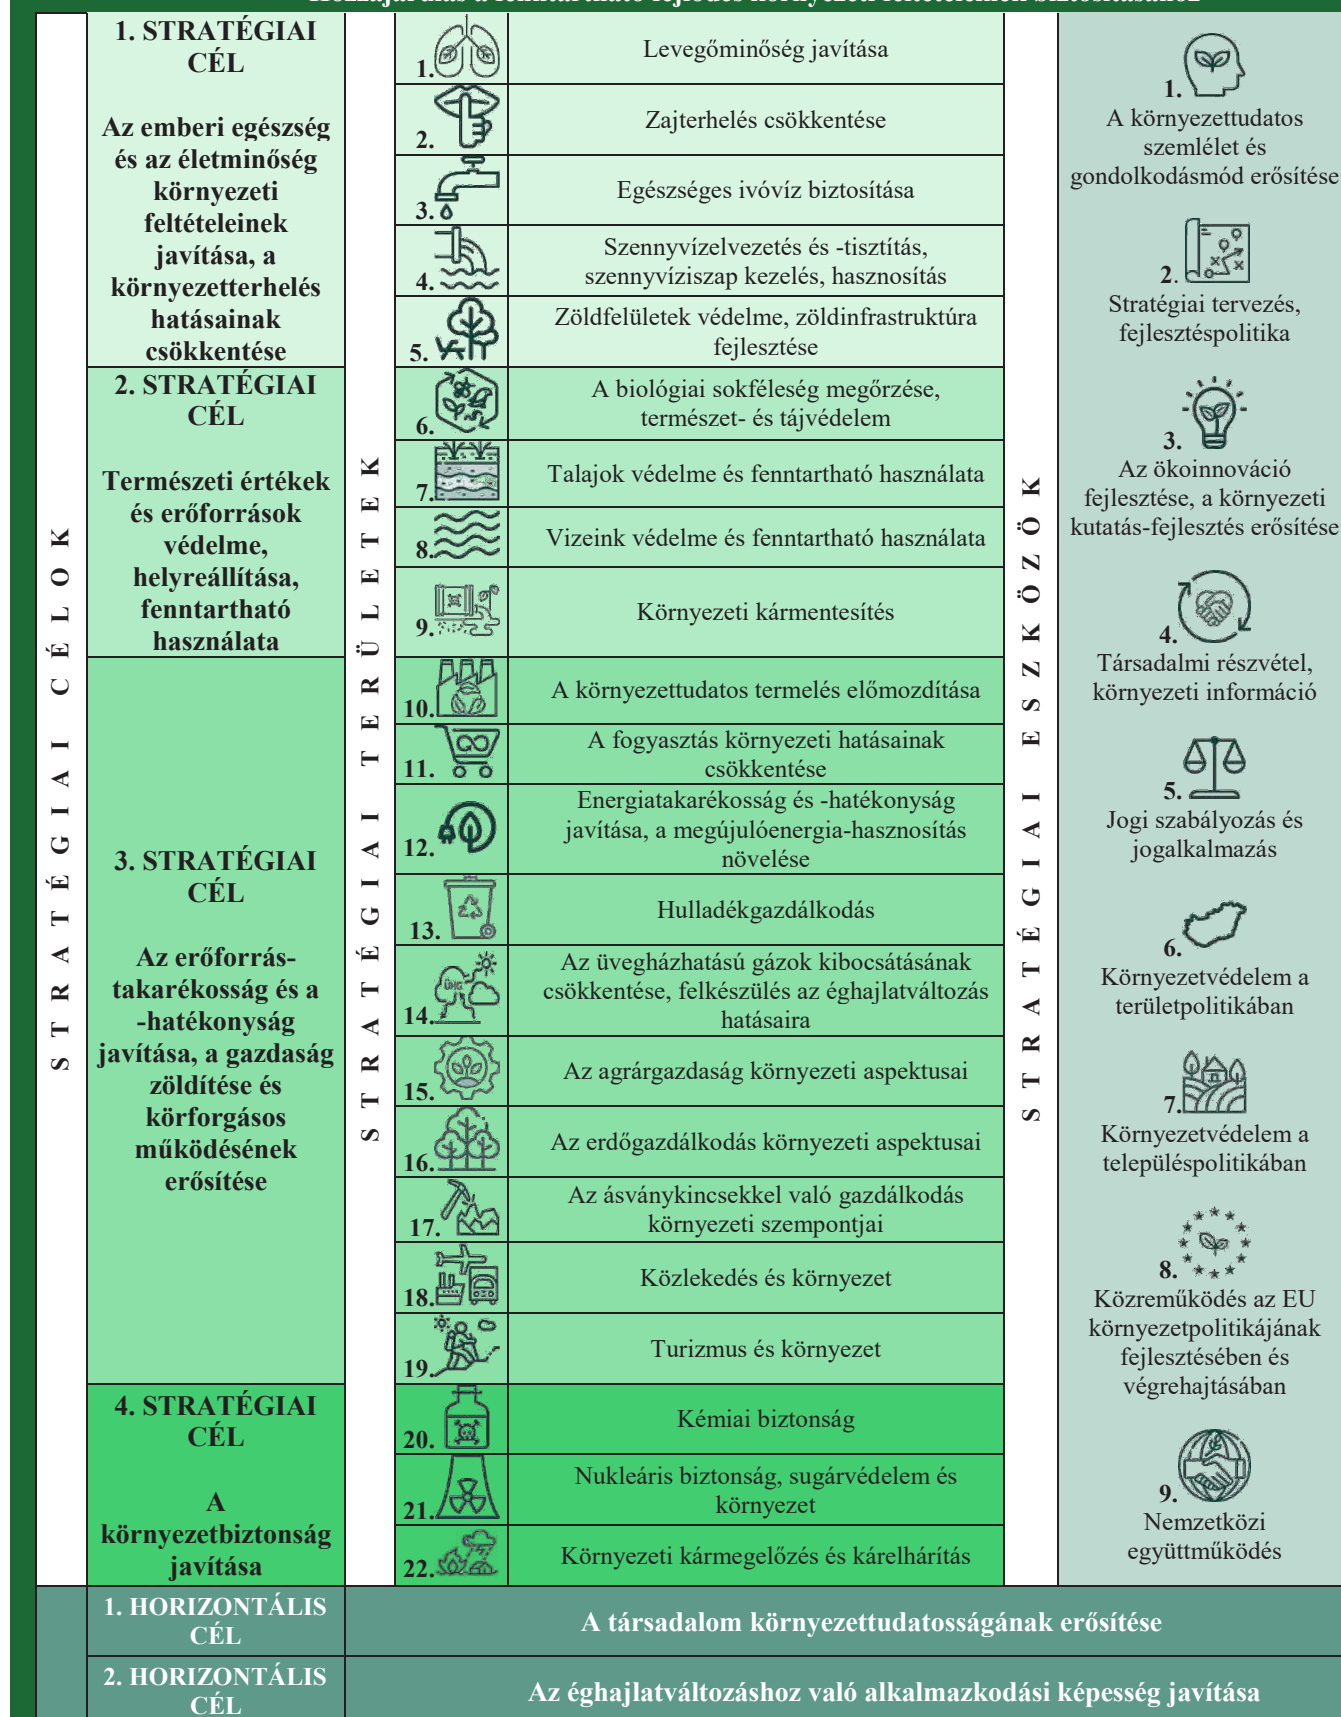 1. STRATÉGIAI
CÉL
Az emberi egészség
és az életminőség
környezeti
feltételeinek
javítása, a
környezetterhelés
hatásainak
csökkentése
2. STRATÉGIAI
CÉL
Természeti értékek
és erőforrások
védelme,
helyreállítása,
fenntartható
használata
3. STRATÉGIAI
CÉL
Az erőforrás-
takarékosság és a
-hatékonyság
javítása, a gazdaság
zöldítése és
körforgásos
működésének
erősítése
4. STRATÉGIAI
CÉL
A
környezetbiztonság
javítása
STRATÉGIAI CÉLOK
STRATÉGIAI TERÜLETEK
1.
Levegőminőség javítása
2.
Zajterhelés csökkentése
3.
Egészséges ivóvíz biztosítása
4.
Szennyvízelvezetés és -tisztítás,
szennyvíziszap kezelés, hasznosítás
5.
Zöldfelületek védelme, zöldinfrastruktúra
fejlesztése
6.
A biológiai sokféleség megőrzése,
természet- és tájvédelem
7.
Talajok védelme és fenntartható használata
8.
Vizeink védelme és fenntartható használata
9.
Környezeti kármentesítés
10.
A környezettudatos termelés előmozdítása
11.
A fogyasztás környezeti hatásainak
csökkentése
12.
Energiatakarékosság és -hatékonyság
javítása, a megújulóenergia-hasznosítás
növelése
13.
Hulladékgazdálkodás
14.
ÜHG
Az üvegházhatású gázok kibocsátásának
csökkentése, felkészülés az éghajlatváltozás
hatásaira
15.
Az agrárgazdaság környezeti aspektusai
16.
Az erdőgazdálkodás környezeti aspektusai
17.
Az ásványkincsekkel való gazdálkodás
környezeti szempontjai
18.
Közlekedés és környezet
19.
Turizmus és környezet
20.
Kémiai biztonság
21.
Nukleáris biztonság, sugárvédelem és
környezet
22.
Környezeti kármegelőzés és kárelhárítás
STRATÉGIAI ESZKÖZÖK
1.
A környezettudatos
szemlélet és
gondolkodásmód erősítése
2.
Stratégiai tervezés,
fejlesztéspolitika
3.
Az ökoinnováció
fejlesztése, a környezeti
kutatás-fejlesztés erősítése
4.
Társadalmi részvétel,
környezeti információ
5.
Jogi szabályozás és
jogalkalmazás
6.
Környezetvédelem a
területpolitikában
7.
Környezetvédelem a
településpolitikában
8.
Közreműködés az EU
környezetpolitikájának
fejlesztésében és
végrehajtásában
9.
Nemzetközi
együttműködés
1. HORIZONTÁLIS
CÉL
A társadalom környezettudatosságának erősítése
2. HORIZONTÁLIS
CÉL
Az éghajlatváltozáshoz való alkalmazkodási képesség javítása